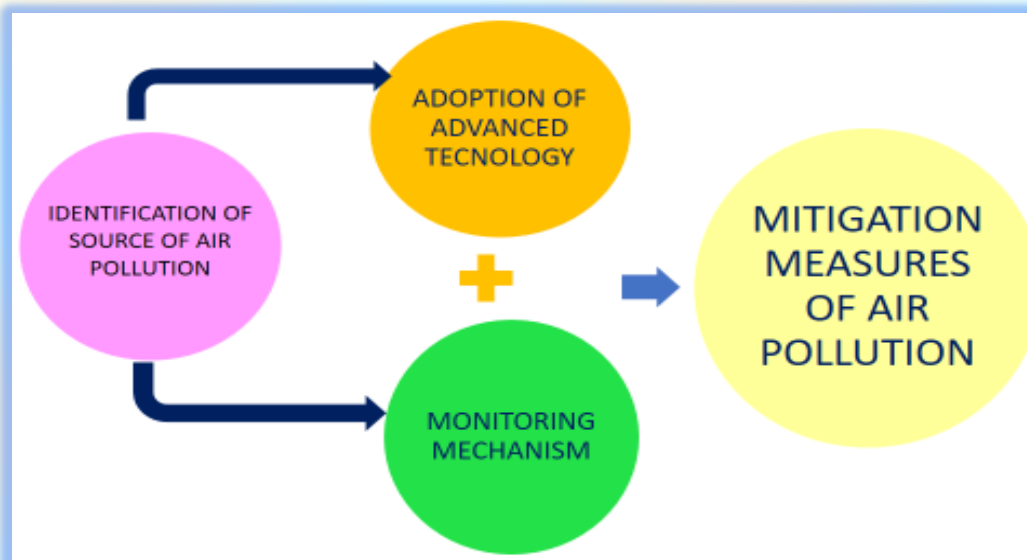 IDENTIFICATION OF
SOURCE OF AIR
POLLUTION
ADOPTION OF
ADVANCED
TECNOLOGY
MONITORING
MECHANISM
MITIGATION
MEASURES
OF AIR
POLLUTION